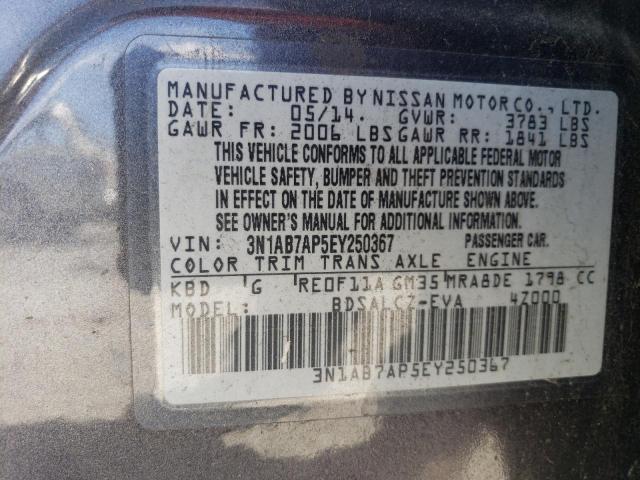 MANUFACTURED BY NISSAN MOTOR CO., LTD.
DATE: 05/14. GVWR: 3783 LBS
GAWR FR: 2006 LBS GAWR RR: 1841 LBS
THIS VEHICLE CONFORMS TO ALL APPLICABLE FEDERAL MOTOR
VEHICLE SAFETY, BUMPER AND THEFT PREVENTION STANDARDS
IN EFFECT ON THE DATE OF MANUFACTURE SHOWN ABOVE.
SEE OWNER'S MANUAL FOR ADDITIONAL INFORMATION.
VIN: 3N1AB7AP5EY250367 PASSENGER CAR.
COLOR TRIM TRANS AXLE ENGINE
KBD G RE0F11A GM35 MRA8DE 1798 CC
MODEL: BDSALCZ-EVA 4Z000
3N1AB7AP5EY250367